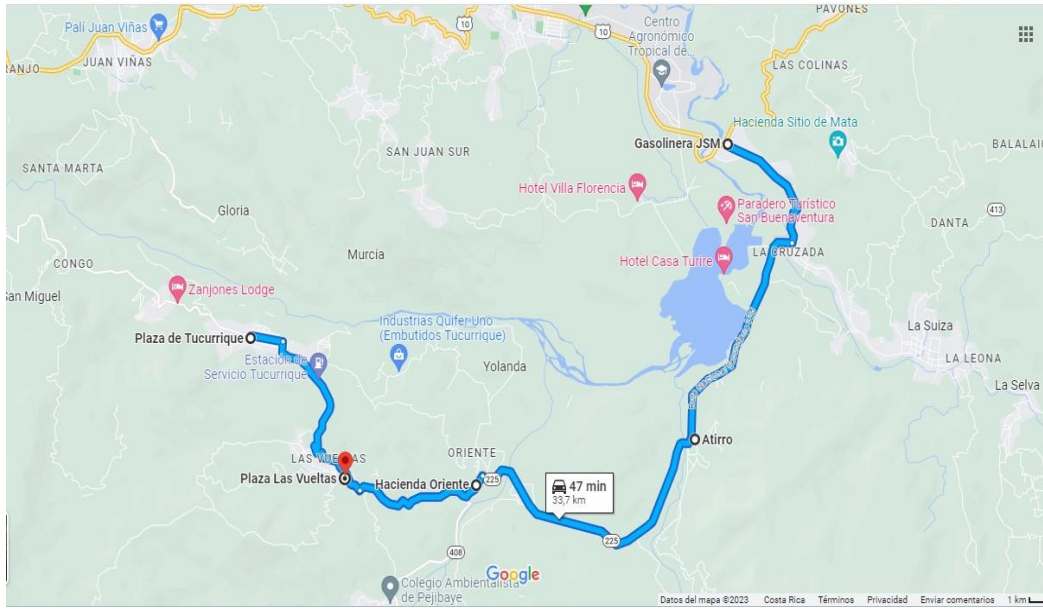 PAVONES
10
10
Centro
Agronómico
Tropical de...
Palí Juan Viñas
JUAN VIÑAS
RANJO
LAS COLINAS
Hacienda Sitio de Mata
Gasolinera JSM
BALALAIC
SAN JUAN SUR
SANTA MARTA
Hotel Villa Florencia
Paradero Turístico
San Buenaventura
Gloria
413
DANTA
Murcia
LA CRUZADA
Hotel Casa Turire
CONGO
Zanjones Lodge
San Miguel
Industrias Quifer Uno
(Embutidos Tucurrique)
La Suiza
Plaza de Tucurrique
Estación de
Servicio Tucurrique
Yolanda
LA LEONA
La Selva
Atirro
ORIENTE
LAS VUELTAS
Plaza Las Vueltas
Hacienda Oriente
225
47 min
33,7 km
225
408
Google
Colegio Ambientalista
de Pejibaye
Datos del mapa ©2023 Costa Rica Términos Privacidad Enviar comentarios 1 km